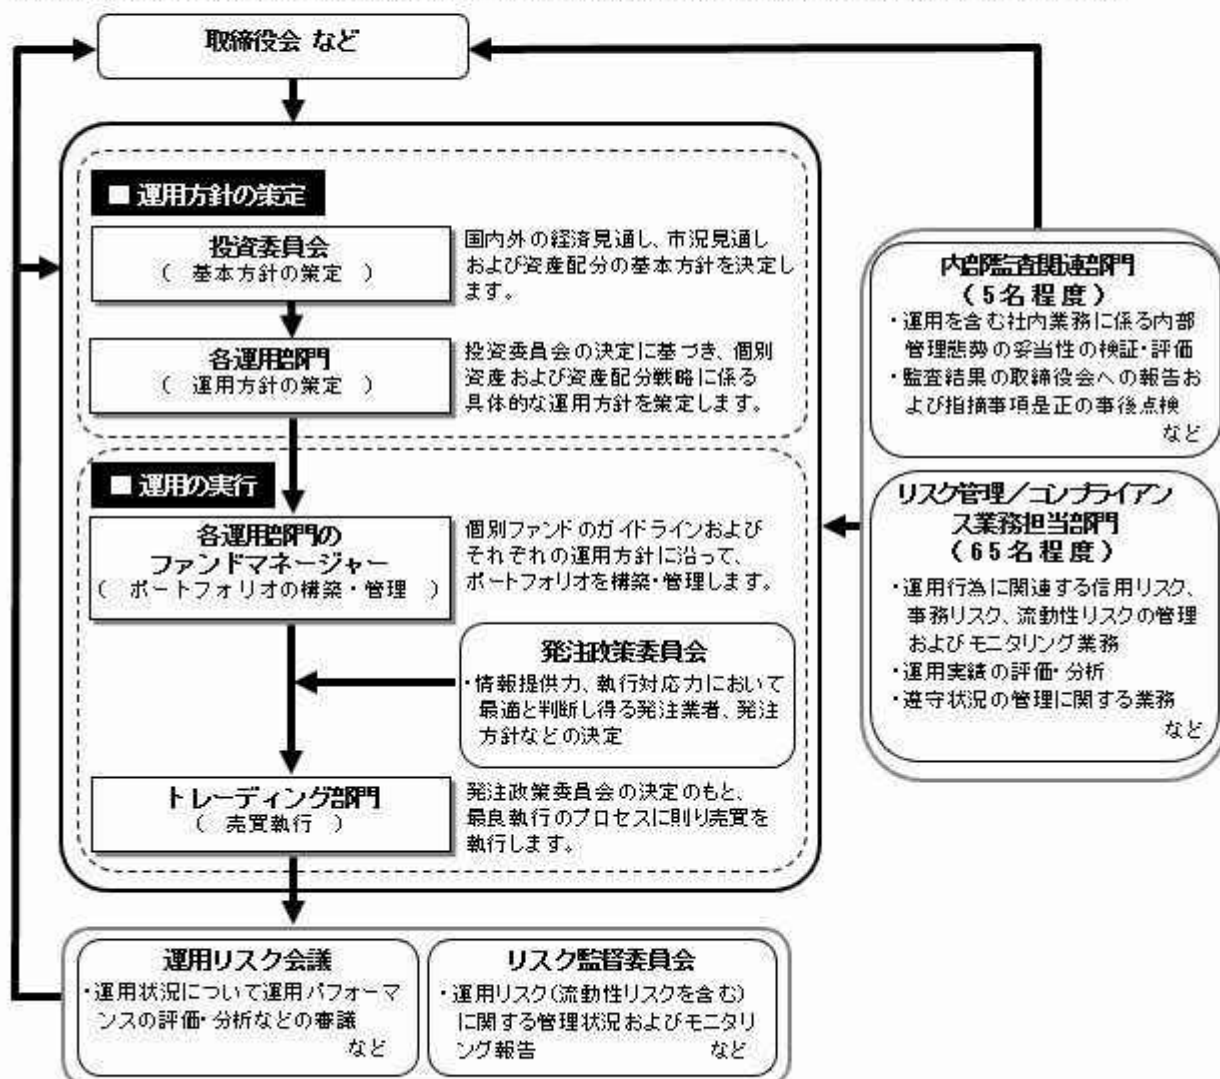 取締役会 など
■ 運用方針の策定
投資委員会
( 基本方針の策定 )
国内外の経済見通し、市況見通し
および資産配分の基本方針を決定し
ます。
各運用部門
( 運用方針の策定 )
投資委員会の決定に基づき、個別
資産および資産配分戦略に係る
具体的な運用方針を策定します。
■ 運用の実行
各運用部門の
ファンドマネージャー
( ポートフォリオの構築・管理 )
個別ファンドのガイドラインおよび
それぞれの運用方針に沿って、
ポートフォリオを構築・管理します。
発注政策委員会
・情報提供力、執行対応力において
最適と判断し得る発注業者、発注
方針などの決定
トレーディング部門
( 売買執行 )
発注政策委員会の決定のもと、
最良執行のプロセスに則り売買を
執行します。
運用リスク会議
・運用状況について運用パフォーマ
ンスの評価・分析などの審議
など
リスク監督委員会
・運用リスク(流動性リスクを含む)
に関する管理状況およびモニタリ
ング報告 など
内部監査関連部門
(5名程度)
・運用を含む社内業務に係る内部
管理態勢の妥当性の検証・評価
・監査結果の取締役会への報告お
よび指摘事項是正の事後点検
など
リスク管理/コンプライアン
ス業務担当部門
(65名程度)
・運用行為に関連する信用リスク、
事務リスク、流動性リスクの管理
およびモニタリング業務
・運用実績の評価・分析
・遵守状況の管理に関する業務
など